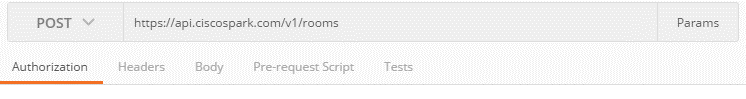 POST https://api.ciscospark.com/v1/rooms Params
Authorization Headers Body Pre-request Script Tests